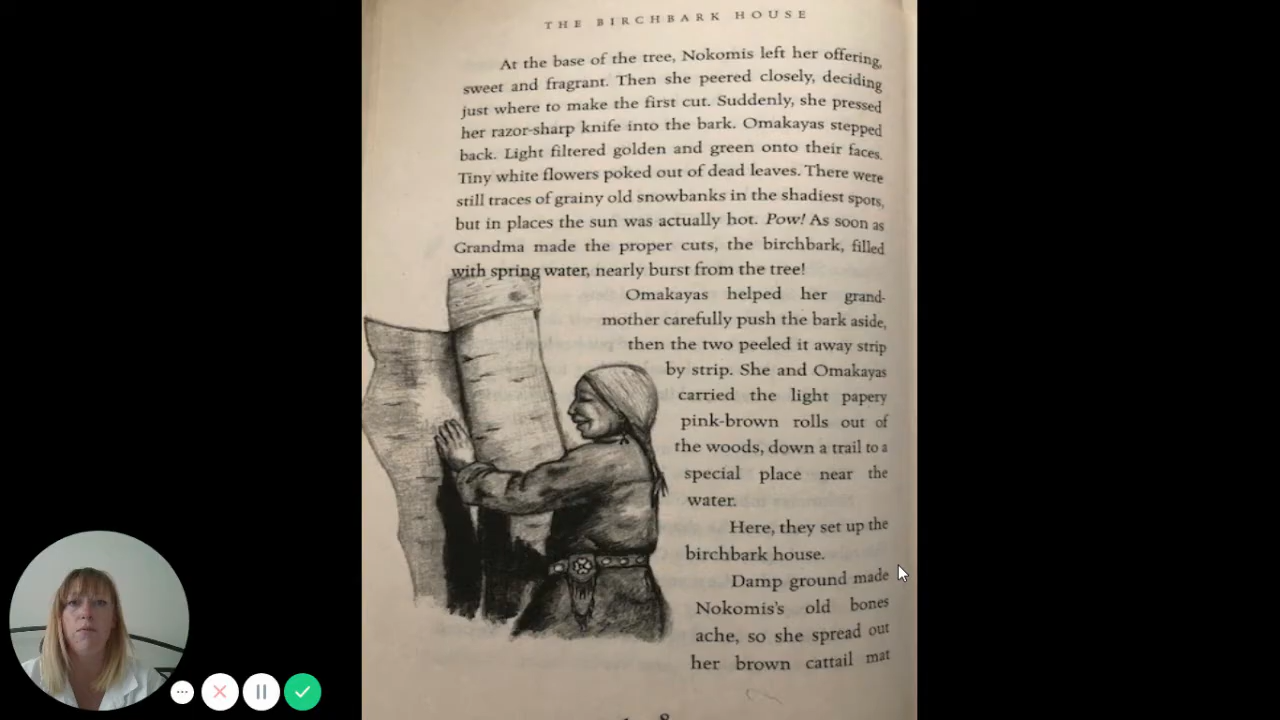 THE BIRCHBARK HOUSE
At the base of the tree, Nokomis left her offering,
sweet and fragrant. Then she peered closely, deciding
just where to make the first cut. Suddenly, she pressed
her razor-sharp knife into the bark. Omakayas stepped
back. Light filtered golden and green onto their faces.
Tiny white flowers poked out of dead leaves. There were
still traces of grainy old snowbanks in the shadiest spots,
but in places the sun was actually hot. Pow! As soon as
Grandma made the proper cuts, the birchbark, filled
with spring water, nearly burst from the tree!
Omakayas helped her grand-
mother carefully push the bark aside,
then the two peeled it away strip
by strip. She and Omakayas
carried the light papery
pink-brown rolls out of
the woods, down a trail to a
special place near the
water.
Here, they set up the
birchbark house.
Damp ground made
Nokomis's old bones
ache, so she spread out
her brown cattail mat
8